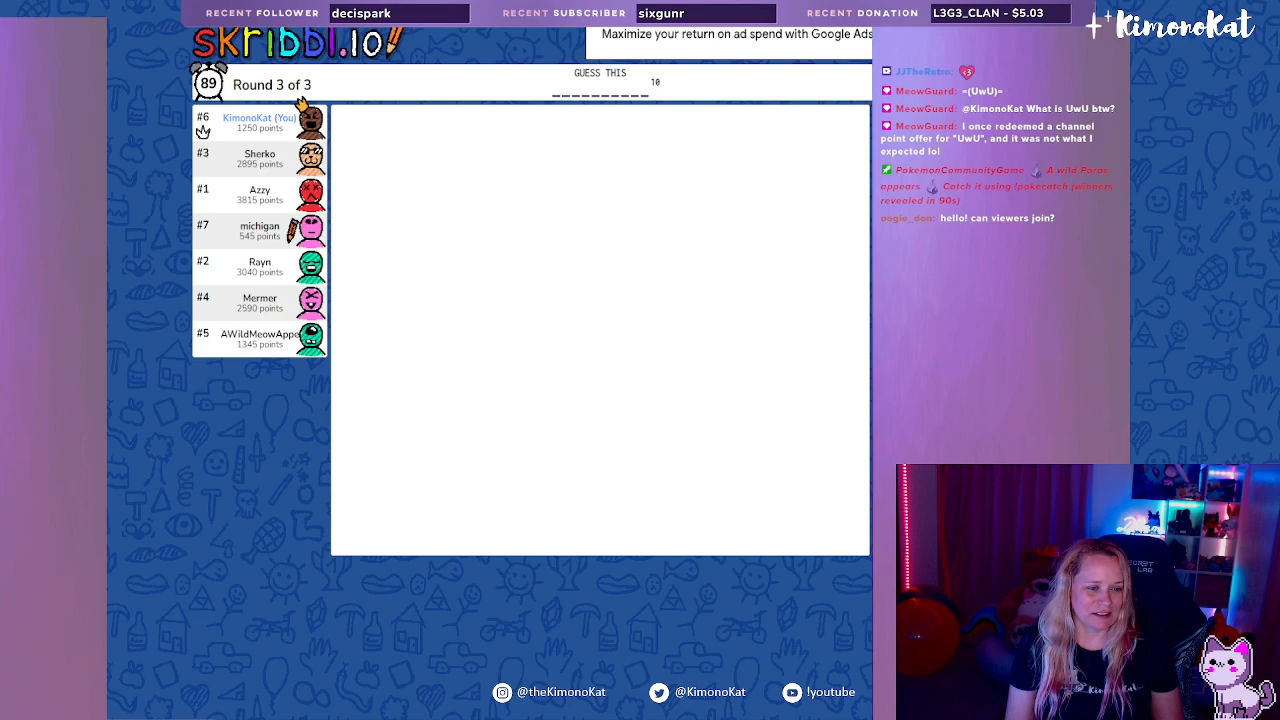 RECENT FOLLOWER decispark RECENT SUBSCRIBER sixgunr RECENT DONATION L3G3_CLAN - $5.03
KimonoKat
skribbl.io
Maximize your return on ad spend with Google Ads
89 Round 3 of 3
GUESS THIS
__________ 10
#6 KimonoKat (You)
1250 points
#3 Sherko
2895 points
#1 Azzy
3815 points
#7 michigan
545 points
#2 Rayn
3040 points
#4 Mermer
2590 points
#5 AWildMeowAppe
1345 points
JJTheRetro: <3
MeowGuard: =(UwU)=
MeowGuard: @KimonoKat What is UwU btw?
MeowGuard: I once redeemed a channel
point offer for "UwU", and it was not what I
expected lol
PokemonCommunityGame A wild Paras
appears Catch it using !pokecatch (winners
revealed in 90s)
oogie_don: hello! can viewers join?
SECRET
LAB
KimonoKat
@theKimonoKat @KimonoKat !youtube